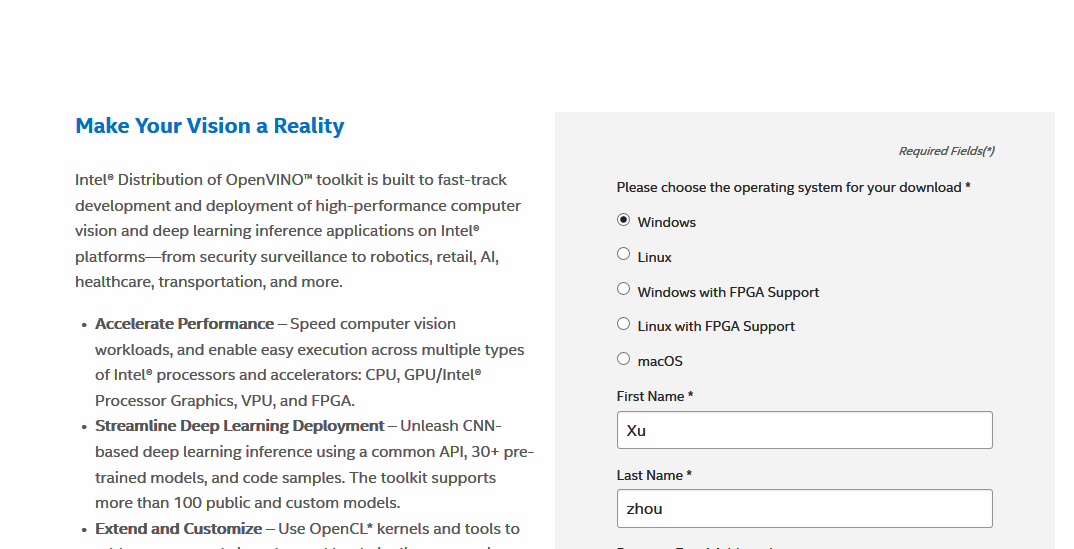 Make Your Vision a Reality
Intel® Distribution of OpenVINO™ toolkit is built to fast-track
development and deployment of high-performance computer
vision and deep learning inference applications on Intel®
platforms—from security surveillance to robotics, retail, AI,
healthcare, transportation, and more.
• Accelerate Performance – Speed computer vision
workloads, and enable easy execution across multiple types
of Intel® processors and accelerators: CPU, GPU/Intel®
Processor Graphics, VPU, and FPGA.
• Streamline Deep Learning Deployment – Unleash CNN-
based deep learning inference using a common API, 30+ pre-
trained models, and code samples. The toolkit supports
more than 100 public and custom models.
• Extend and Customize – Use OpenCL* kernels and tools to
Required Fields(*)
Please choose the operating system for your download *
Windows
Linux
Windows with FPGA Support
Linux with FPGA Support
macOS
First Name *
Xu
Last Name *
zhou